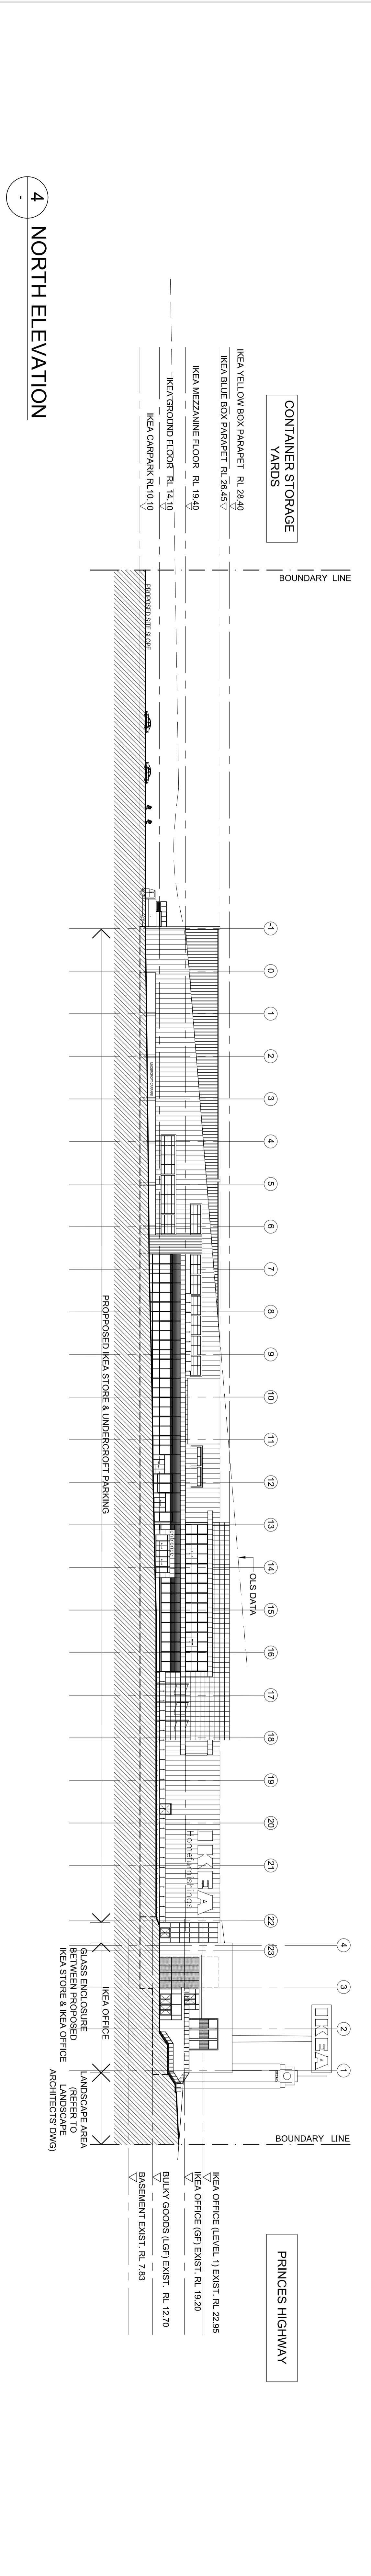 4
-
NORTH ELEVATION
CONTAINER STORAGE
YARDS
IKEA YELLOW BOX PARAPET RL 28.40
IKEA BLUE BOX PARAPET RL 26.45
IKEA MEZZANINE FLOOR RL 19.40
IKEA GROUND FLOOR RL 14.10
IKEA CARPARK RL10.10
BOUNDARY LINE
PROPOSED SITE SLOPE
-1
0
1
2
3
4
5
6
7
8
9
10
11
12
13
14
15
16
17
18
19
20
21
22
23
4
3
2
1
OLS DATA
IKEA
Homefurnishings
IKEA
PROPPOSED IKEA STORE & UNDERCROFT PARKING
IKEA OFFICE
GLASS ENCLOSURE
BETWEEN PROPOSED
IKEA STORE & IKEA OFFICE
LANDSCAPE AREA
(REFER TO
LANDSCAPE
ARCHITECTS' DWG)
BOUNDARY LINE
PRINCES HIGHWAY
IKEA OFFICE (LEVEL 1) EXIST. RL 22.95
IKEA OFFICE (GF) EXIST. RL 19.20
BULKY GOODS (LGF) EXIST. RL 12.70
BASEMENT EXIST. RL 7.83